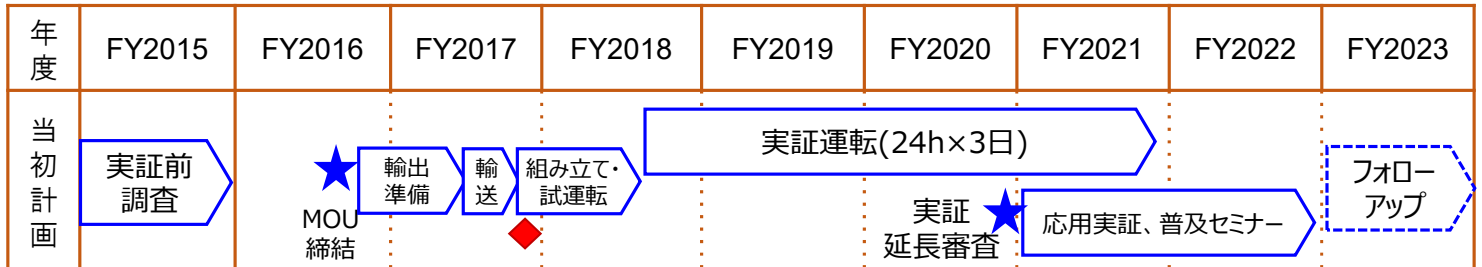 年度
FY2015
FY2016
FY2017
FY2018
FY2019
FY2020
FY2021
FY2022
FY2023
当初計画
実証前
調査
MOU
締結
輸出
準備
輸
送
組み立て・
試運転
実証運転(24h×3日)
実証
延長審査
応用実証、普及セミナー
フォロー
アップ